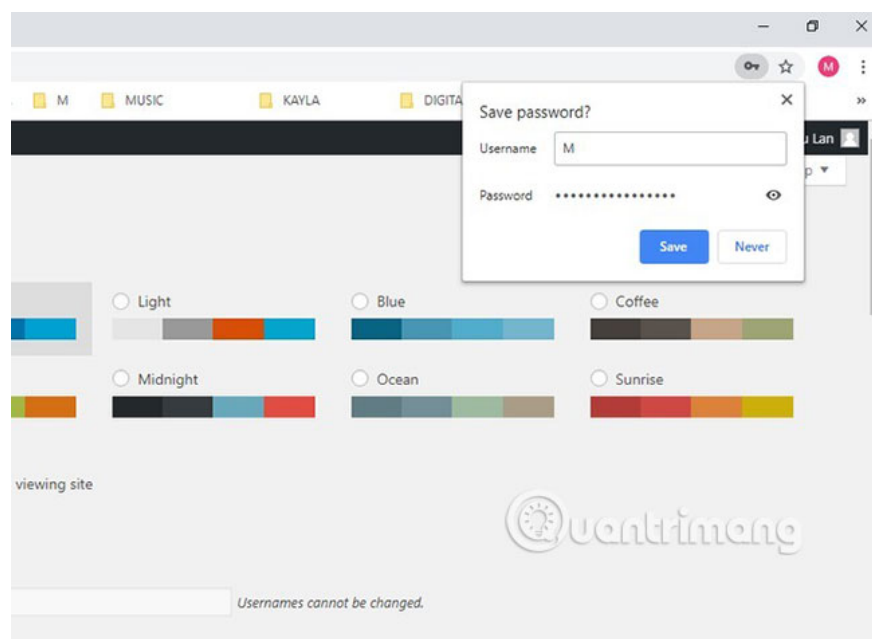 M
M MUSIC KAYLA DIGITA »
Save password?
Username M
Password ••••••••••••••••
Save Never
u Lan
p ▼
Light Blue Coffee
Midnight Ocean Sunrise
viewing site
Quantrimang
Usernames cannot be changed.